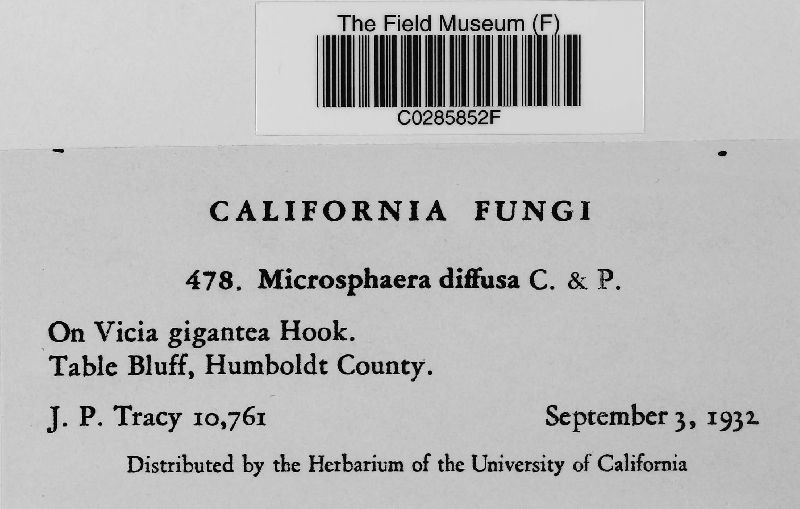 The Field Museum (F)
C0285852F
CALIFORNIA FUNGI
478. Microsphaera diffusa C. & P.
On Vicia gigantea Hook.
Table Bluff, Humboldt County.
J. P. Tracy 10,761 September 3, 1932
Distributed by the Herbarium of the University of California